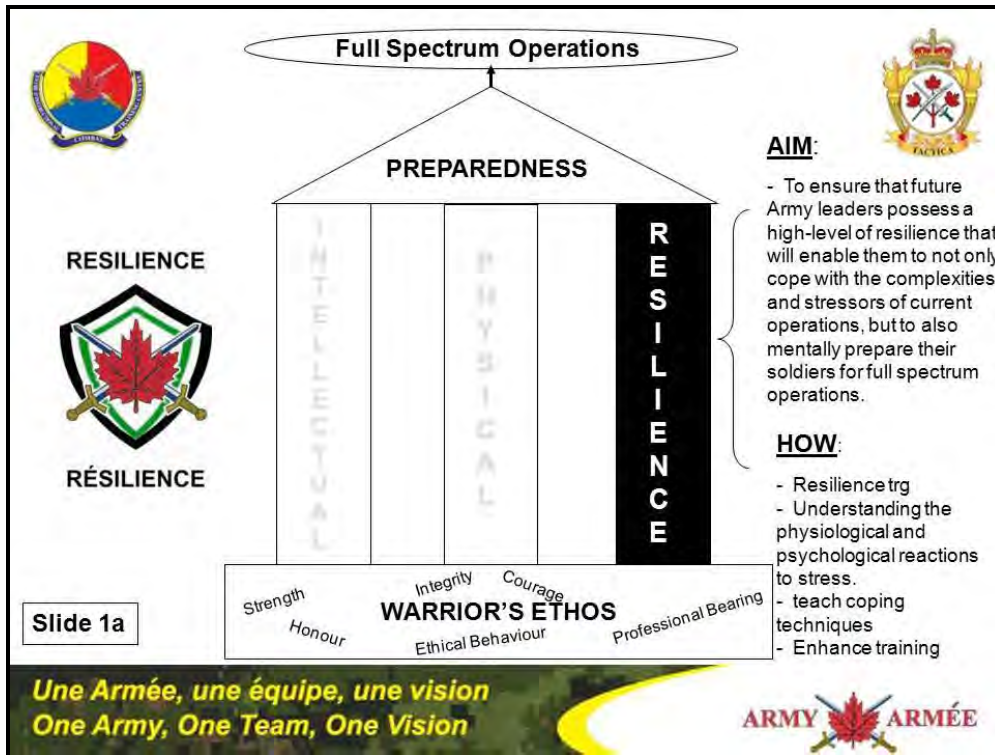 Full Spectrum Operations
PREPAREDNESS
INTELLECTUAL
PHYSICAL
RESILIENCE
RESILIENCE
RÉSILIENCE
TACTICA
AIM:
- To ensure that future
Army leaders possess a
high-level of resilience that
will enable them to not only
cope with the complexities
and stressors of current
operations, but to also
mentally prepare their
soldiers for full spectrum
operations.
HOW:
- Resilience trg
- Understanding the
physiological and
psychological reactions
to stress.
- teach coping
techniques
- Enhance training
Strength
Integrity
Courage
WARRIOR'S ETHOS
Honour
Ethical Behaviour
Professional Bearing
Slide 1a
Une Armée, une équipe, une vision
One Army, One Team, One Vision
ARMY ARMÉE